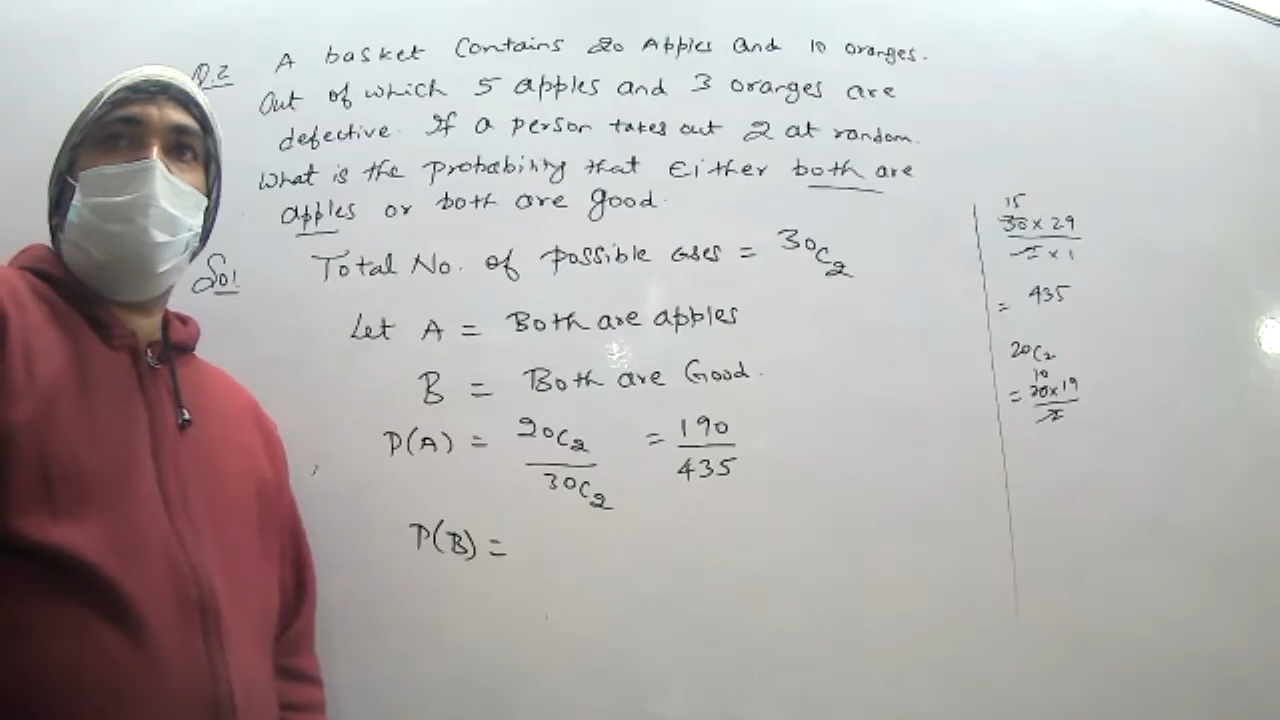 Q.2 A basket Contains 20 Apples and 10 oranges.
Out of which 5 apples and 3 oranges are
defective. If a person takes out 2 at random.
What is the probability that Either both are
apples or both are good.
Sol Total No. of possible cases = 30C2
Let A = Both are apples
B = Both are Good.
P(A) = 20C2 / 30C2 = 190 / 435
P(B) =
15
30 x 29
2 x 1
= 435
20C2
10
= 20 x 19
2